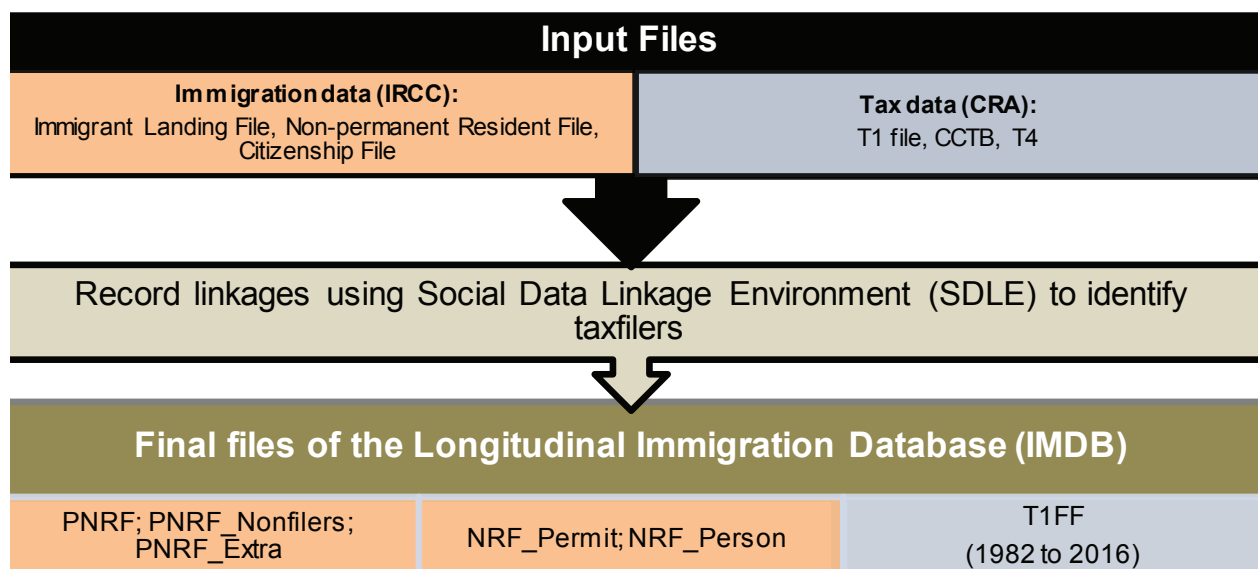 Input Files
Immigration data (IRCC):
Immigrant Landing File, Non-permanent Resident File,
Citizenship File
Tax data (CRA):
T1 file, CCTB, T4
Record linkages using Social Data Linkage Environment (SDLE) to identify
taxfilers
Final files of the Longitudinal Immigration Database (IMDB)
PNRF; PNRF_Nonfilers;
PNRF_Extra
NRF_Permit; NRF_Person
T1FF
(1982 to 2016)